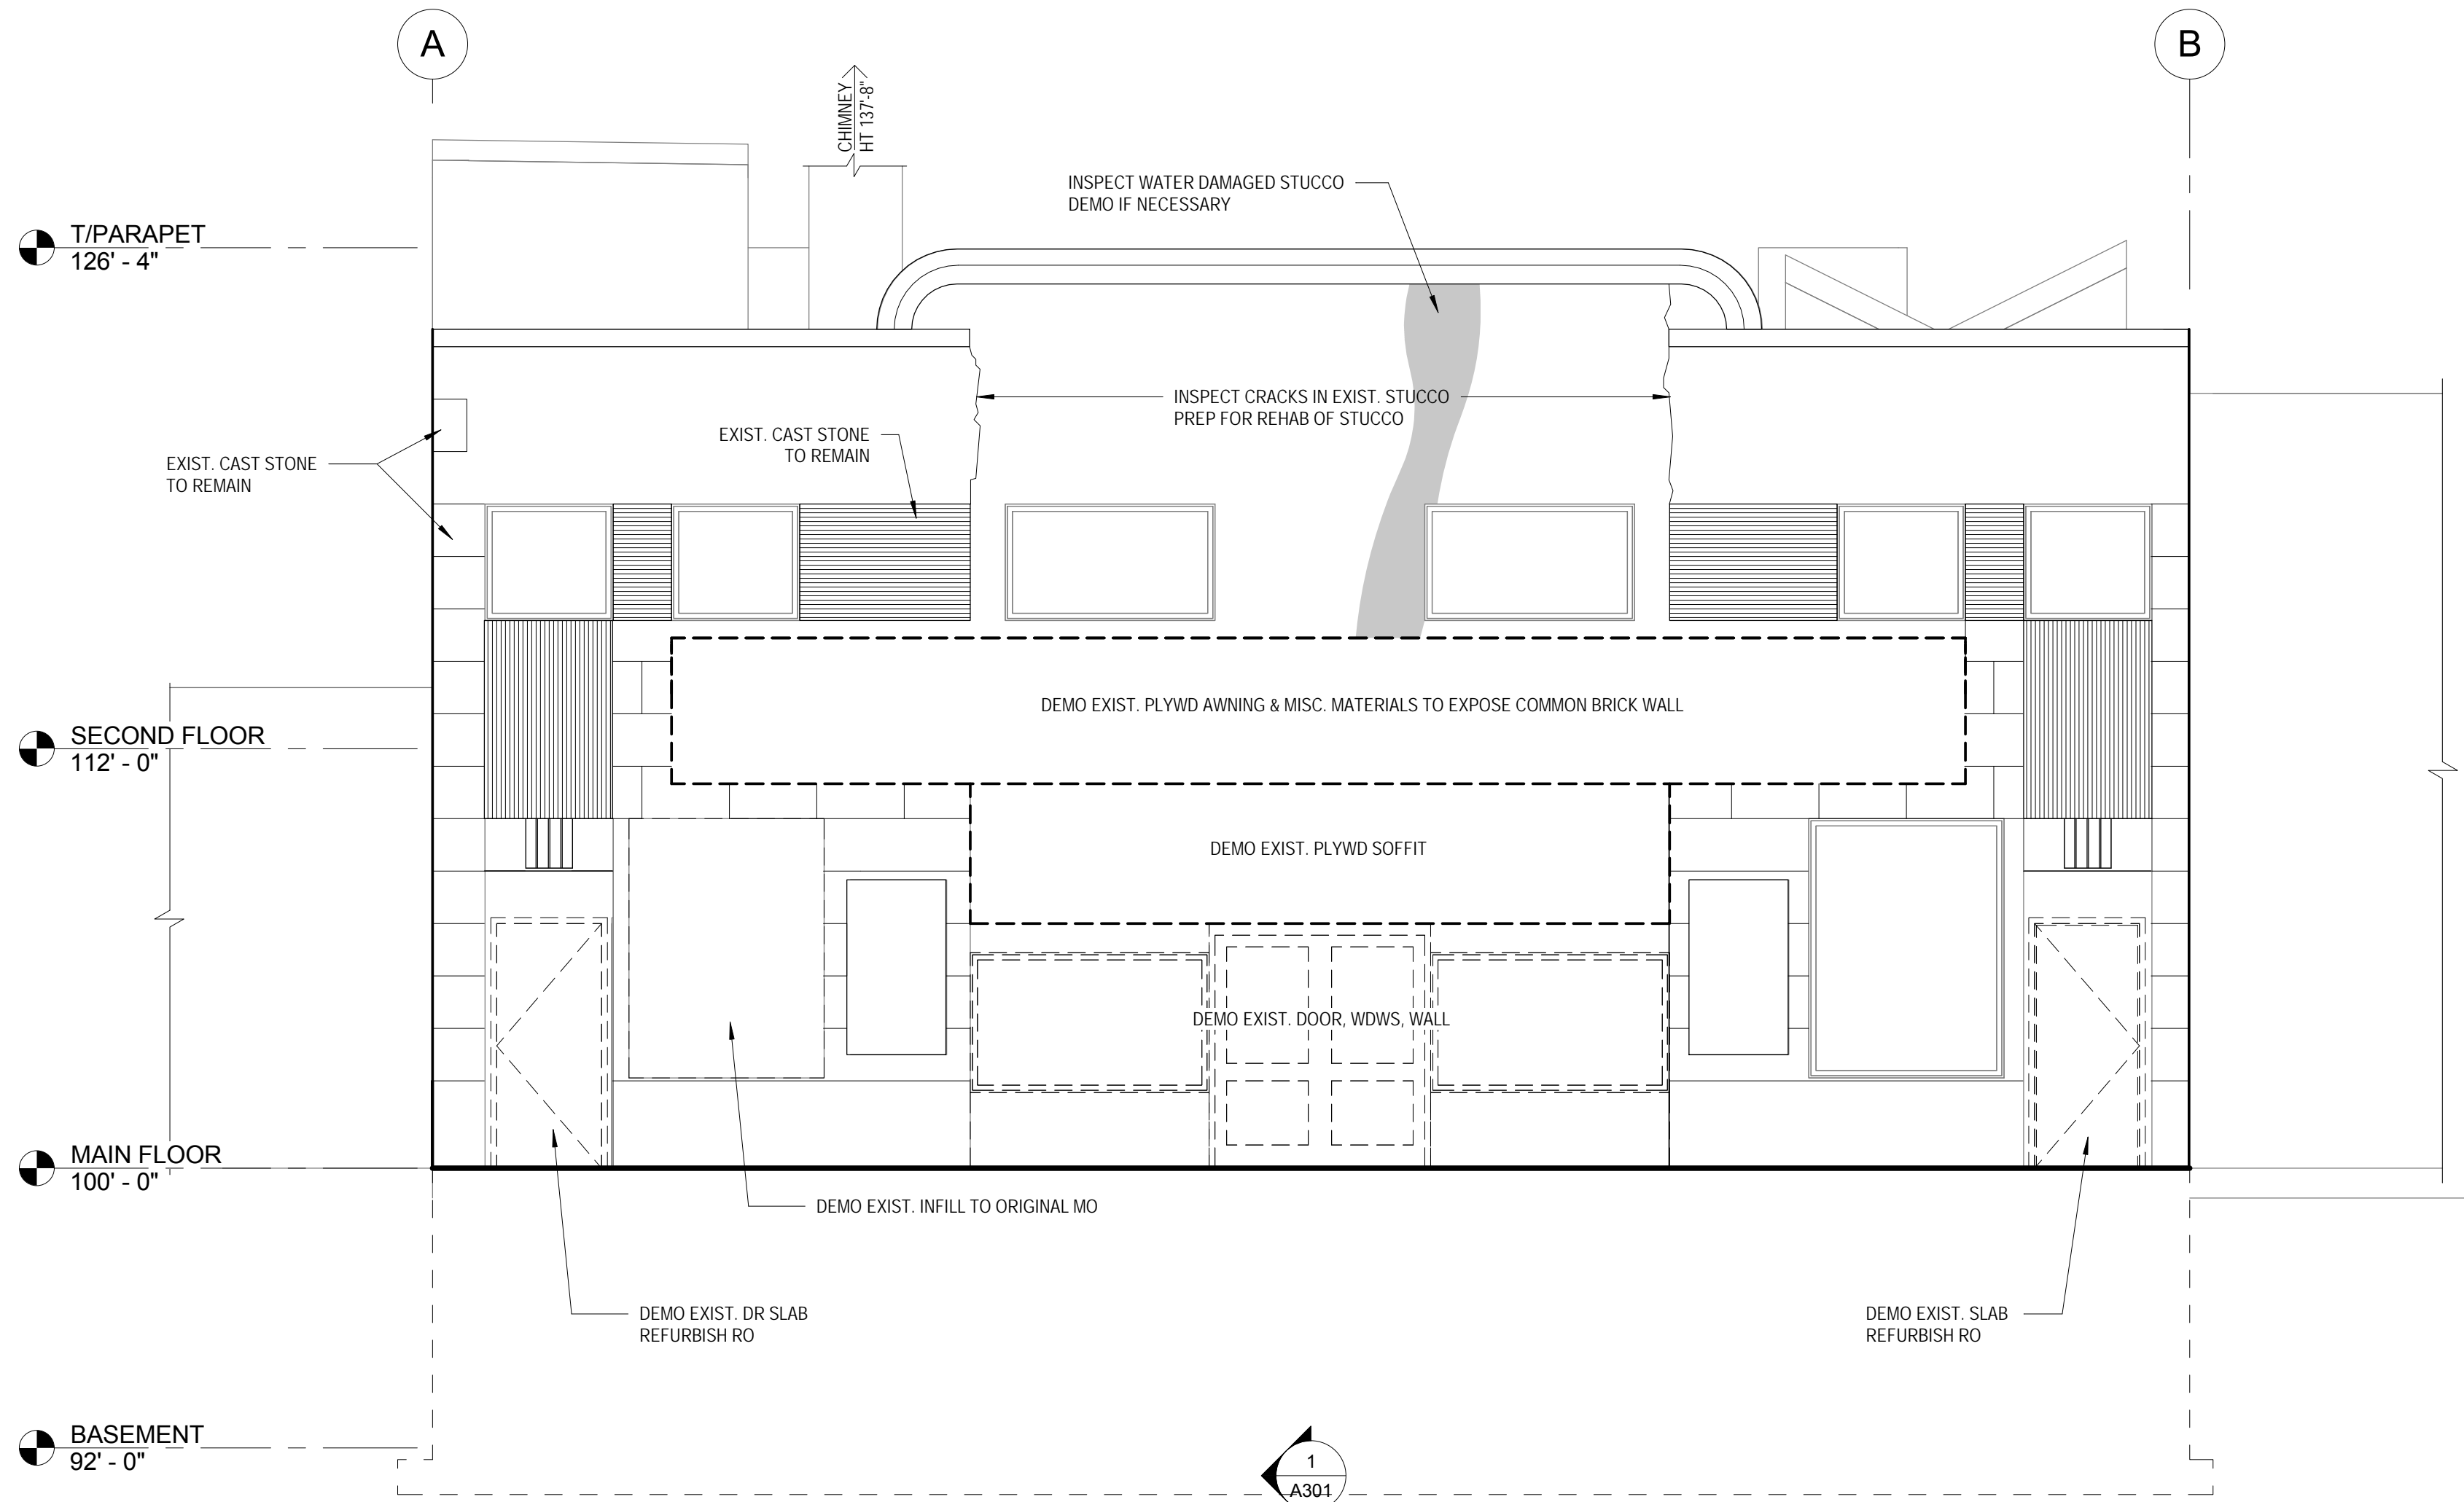 A
B
CHIMNEY
HT 137'-8"
INSPECT WATER DAMAGED STUCCO
DEMO IF NECESSARY
T/PARAPET
126' - 4"
INSPECT CRACKS IN EXIST. STUCCO
PREP FOR REHAB OF STUCCO
EXIST. CAST STONE
TO REMAIN
EXIST. CAST STONE
TO REMAIN
DEMO EXIST. PLYWD AWNING & MISC. MATERIALS TO EXPOSE COMMON BRICK WALL
SECOND FLOOR
112' - 0"
DEMO EXIST. PLYWD SOFFIT
DEMO EXIST. DOOR, WDWS, WALL
MAIN FLOOR
100' - 0"
DEMO EXIST. INFILL TO ORIGINAL MO
DEMO EXIST. DR SLAB
REFURBISH RO
DEMO EXIST. SLAB
REFURBISH RO
BASEMENT
92' - 0"
1
A301